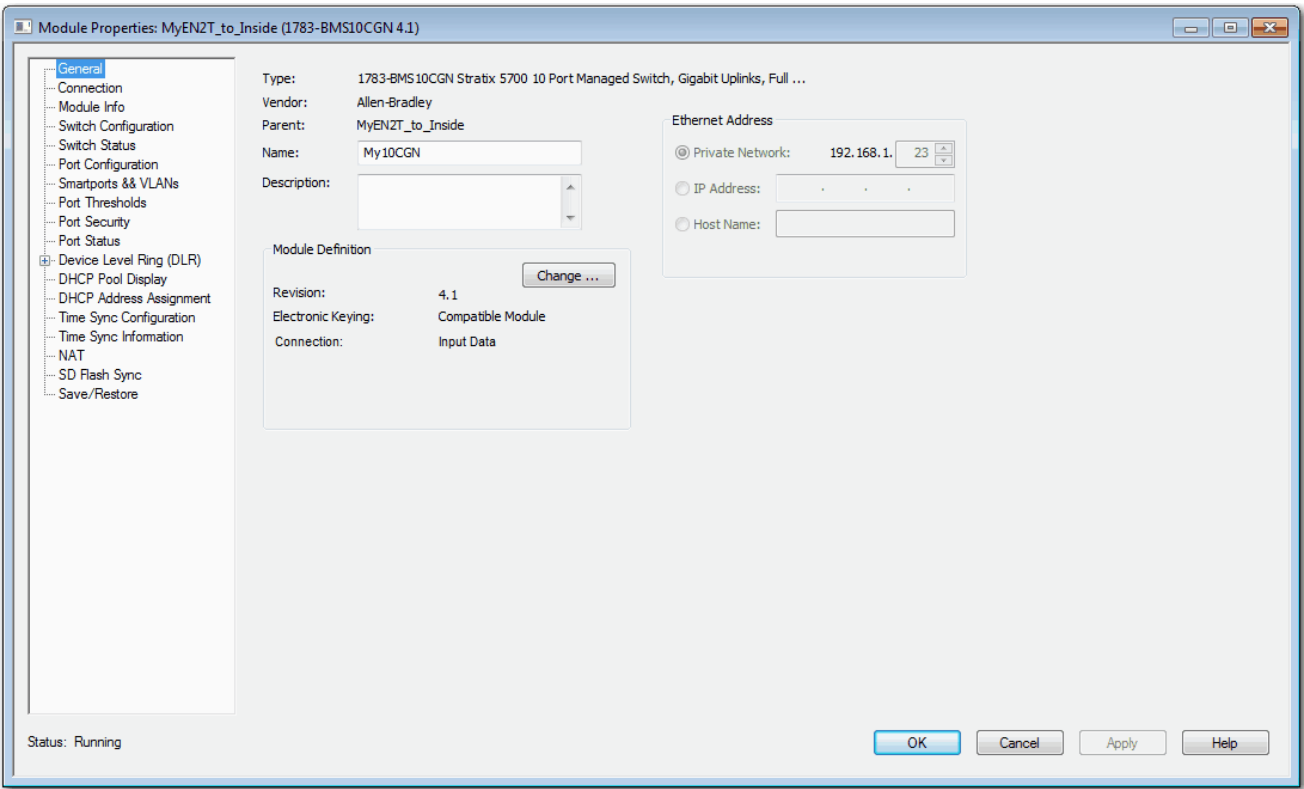 Module Properties: MyEN2T_to_Inside (1783-BMS10CGN 4.1)
General
Connection
Module Info
Switch Configuration
Switch Status
Port Configuration
Smartports && VLANs
Port Thresholds
Port Security
Port Status
Device Level Ring (DLR)
DHCP Pool Display
DHCP Address Assignment
Time Sync Configuration
Time Sync Information
NAT
SD Flash Sync
Save/Restore
Type: 1783-BMS10CGN Stratix 5700 10 Port Managed Switch, Gigabit Uplinks, Full ...
Vendor: Allen-Bradley
Parent: MyEN2T_to_Inside
Name: My10CGN
Description:
Module Definition
Change ...
Revision: 4.1
Electronic Keying: Compatible Module
Connection: Input Data
Ethernet Address
Private Network: 192.168.1. 23
IP Address: . . .
Host Name:
Status: Running
OK Cancel Apply Help